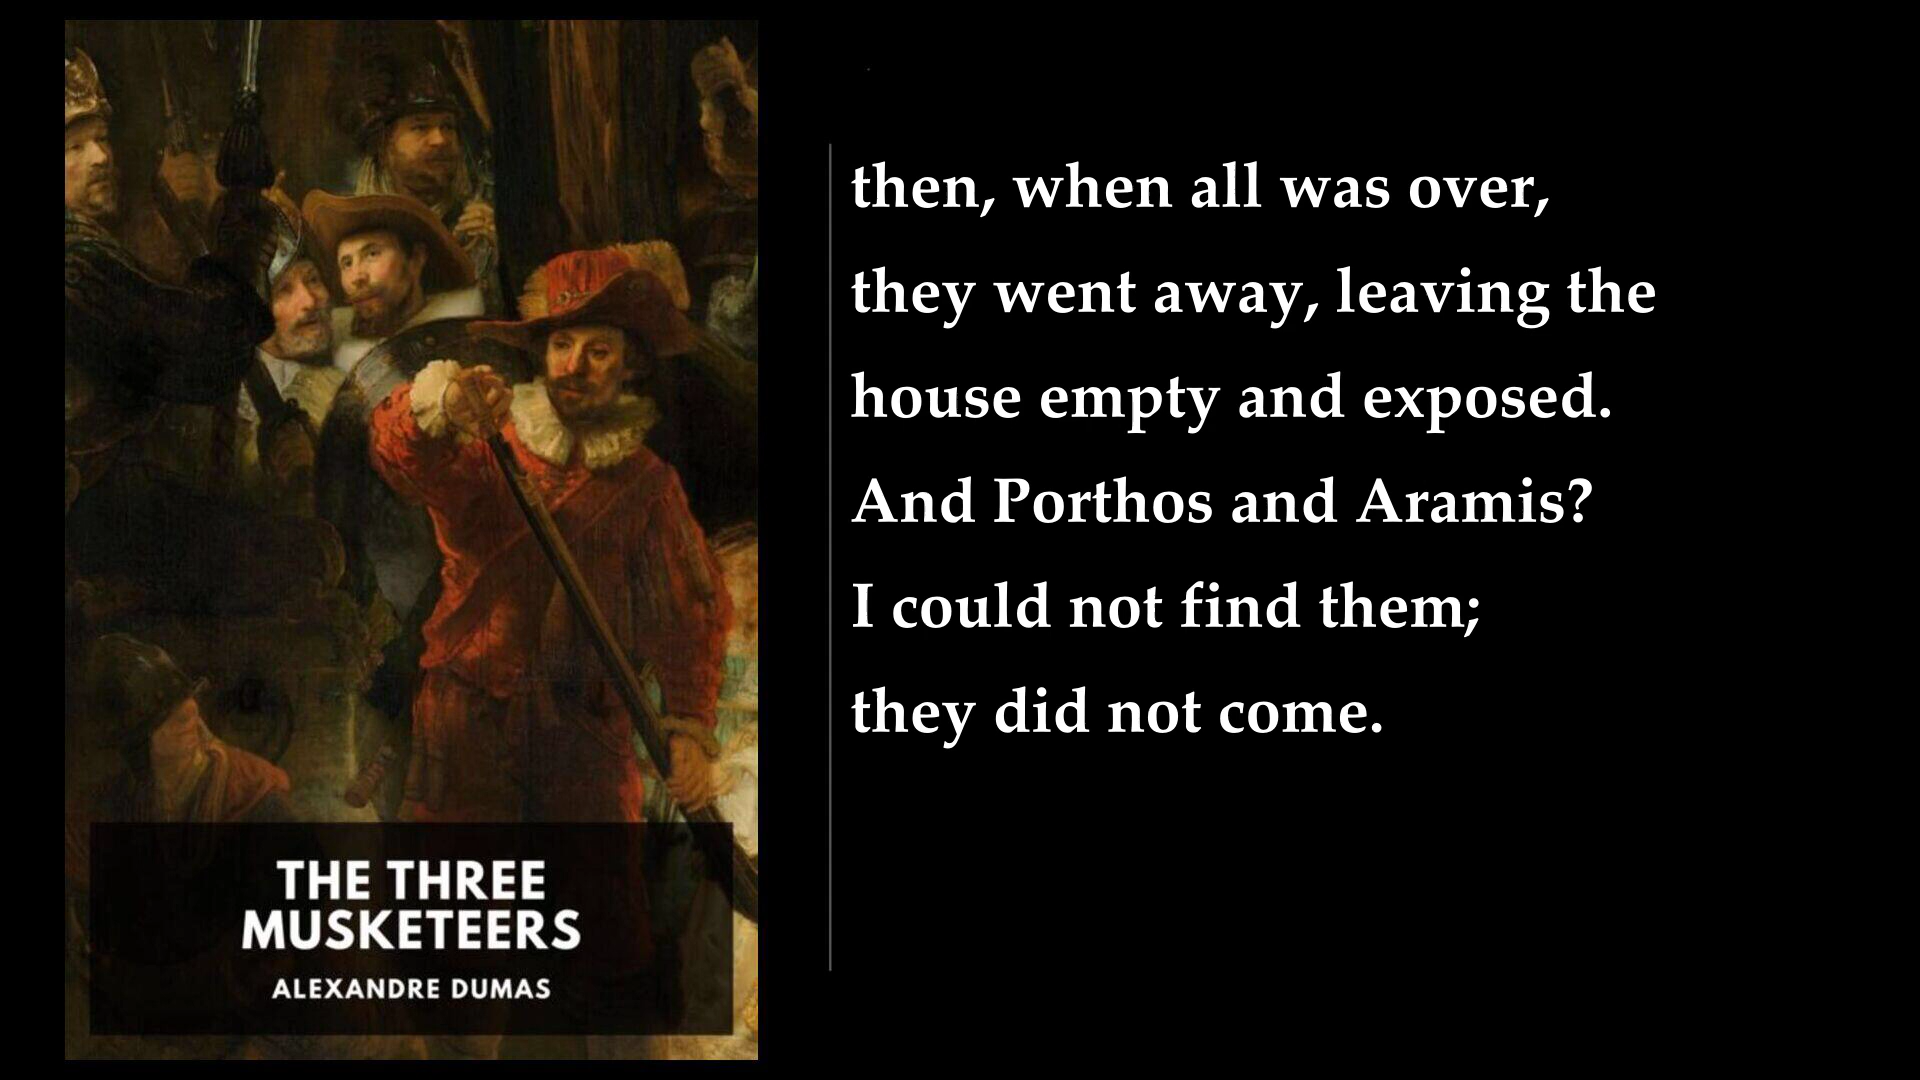 then, when all was over,
they went away, leaving the
house empty and exposed.
And Porthos and Aramis?
I could not find them;
they did not come.
THE THREE
MUSKETEERS
ALEXANDRE DUMAS